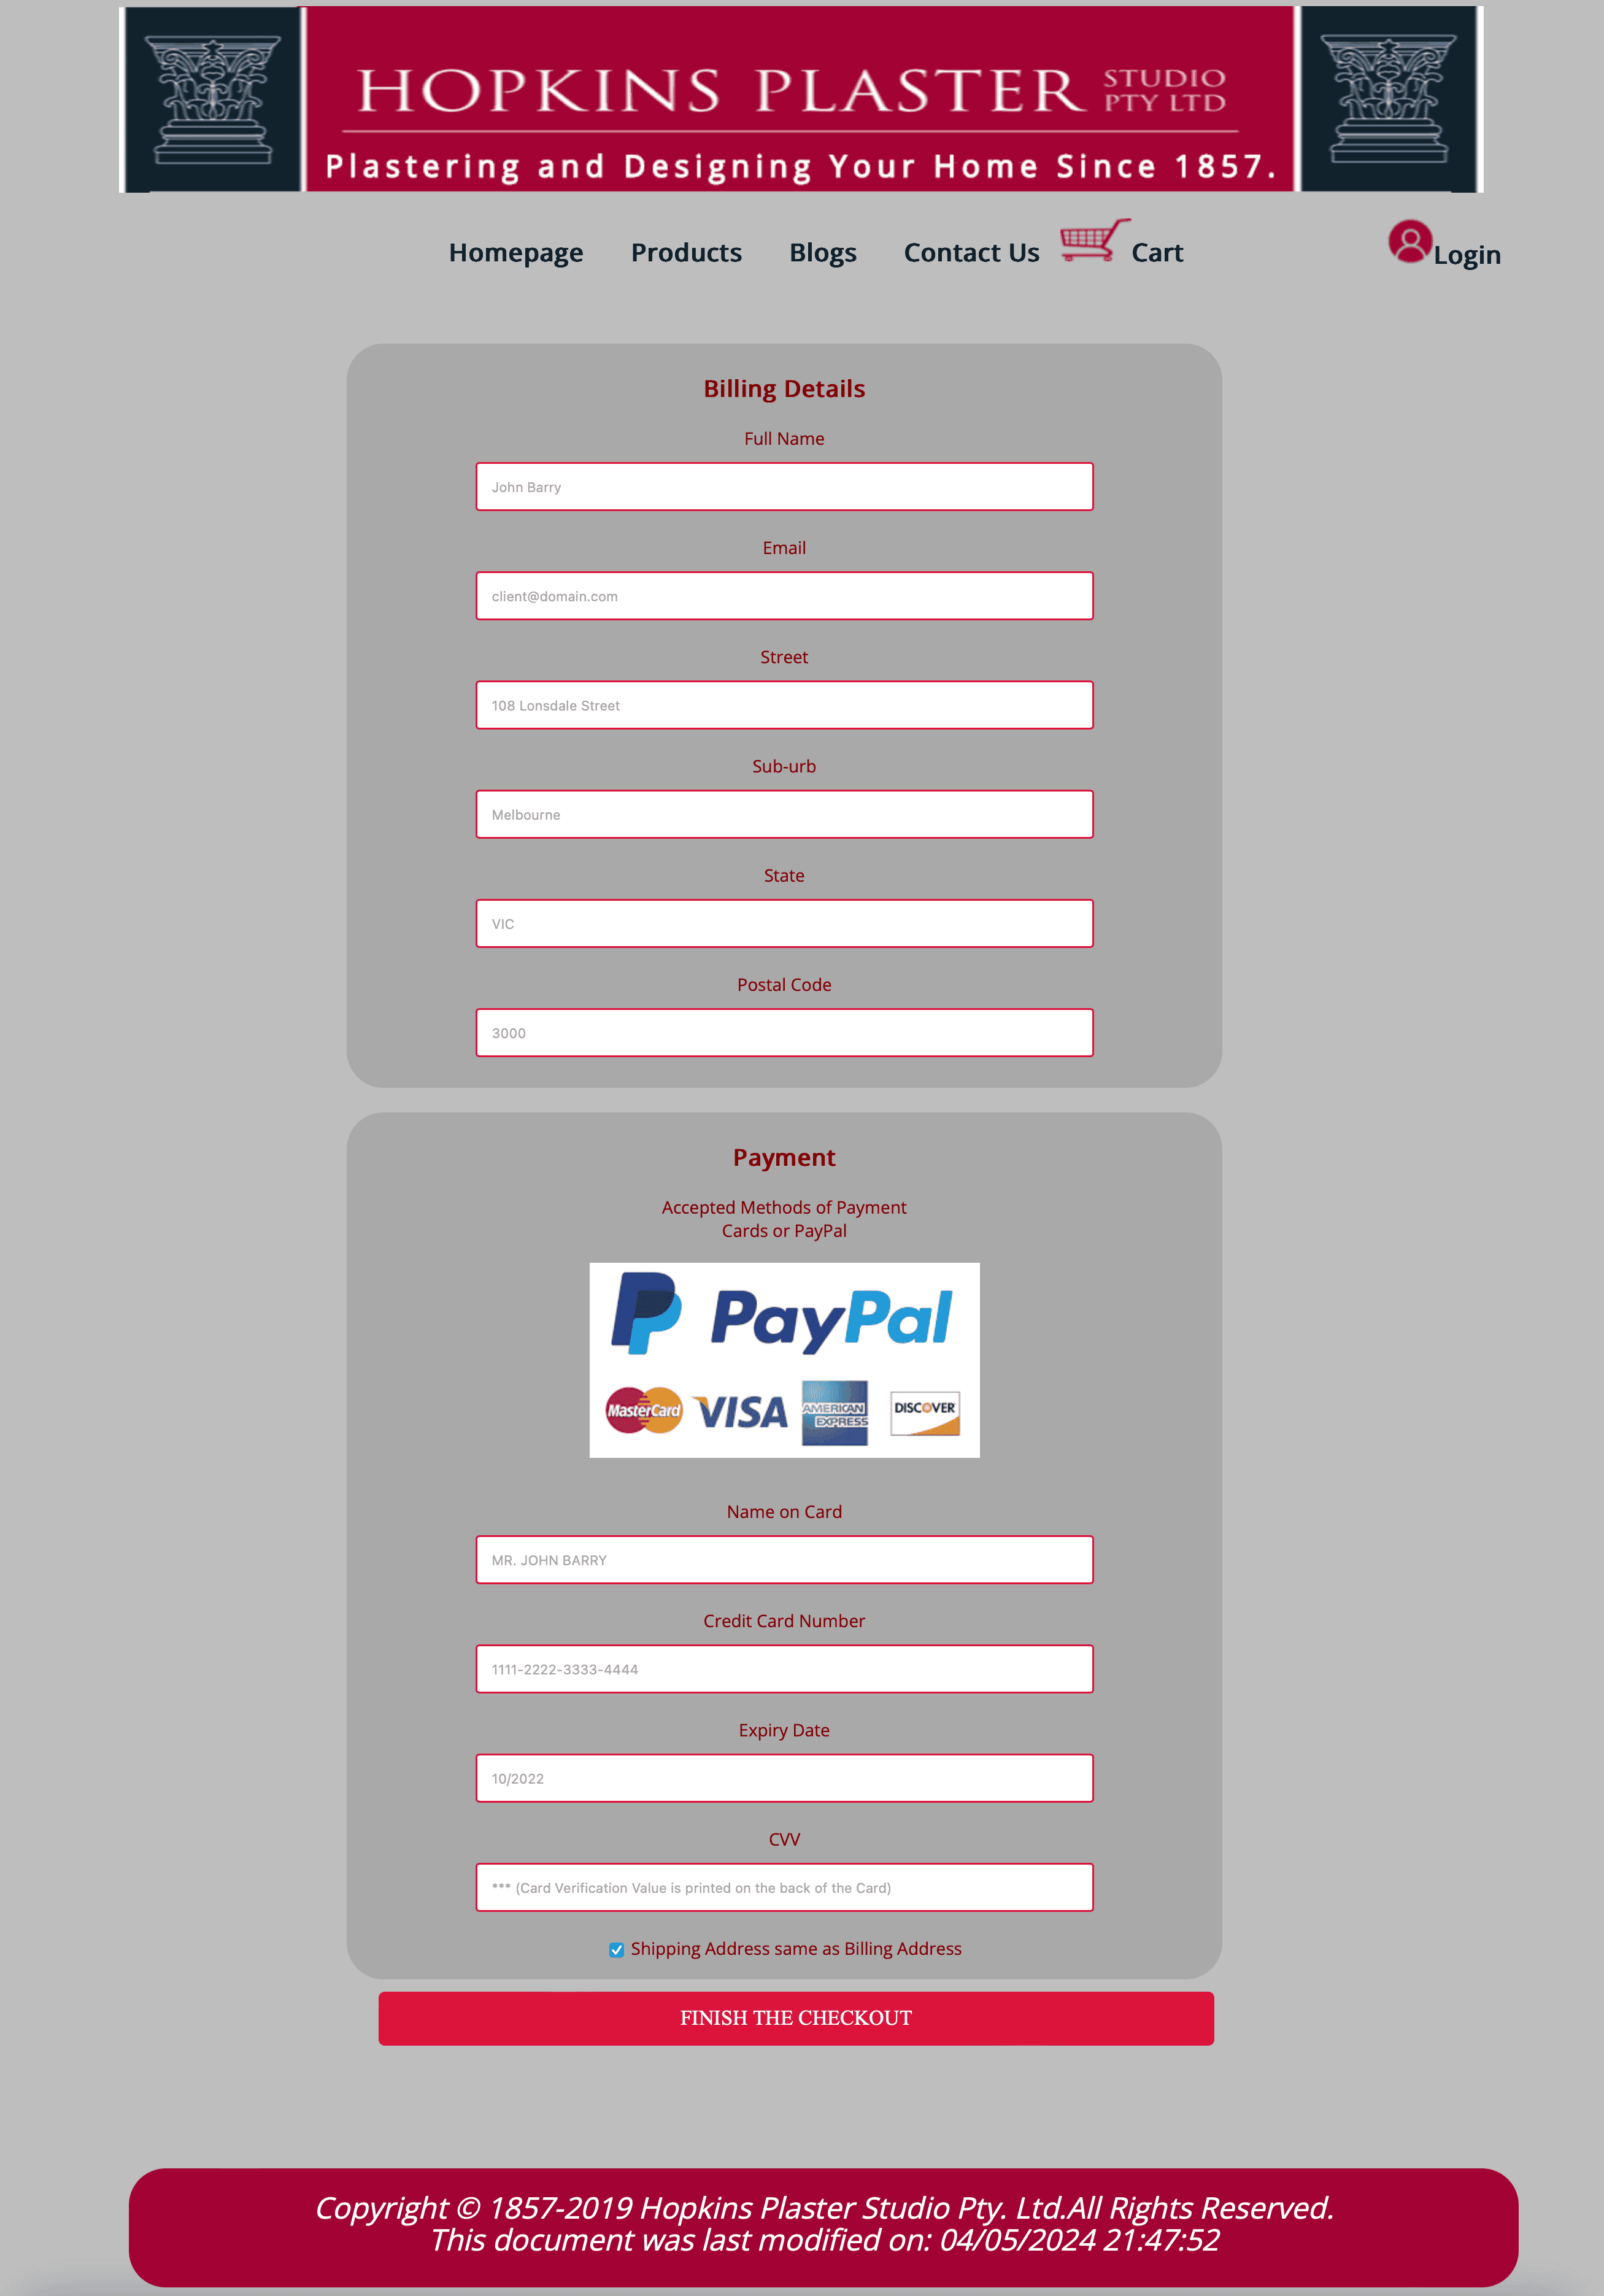 HOPKINS PLASTER STUDIO PTY LTD
Plastering and Designing Your Home Since 1857.
Homepage Products Blogs Contact Us Cart Login
Billing Details
Full Name
John Barry
Email
client@domain.com
Street
108 Lonsdale Street
Sub-urb
Melbourne
State
VIC
Postal Code
3000
Payment
Accepted Methods of Payment
Cards or PayPal
PayPal
MasterCard VISA AMERICAN EXPRESS DISCOVER
Name on Card
MR. JOHN BARRY
Credit Card Number
1111-2222-3333-4444
Expiry Date
10/2022
CVV
*** (Card Verification Value is printed on the back of the Card)
Shipping Address same as Billing Address
FINISH THE CHECKOUT
Copyright © 1857-2019 Hopkins Plaster Studio Pty. Ltd.All Rights Reserved.
This document was last modified on: 04/05/2024 21:47:52